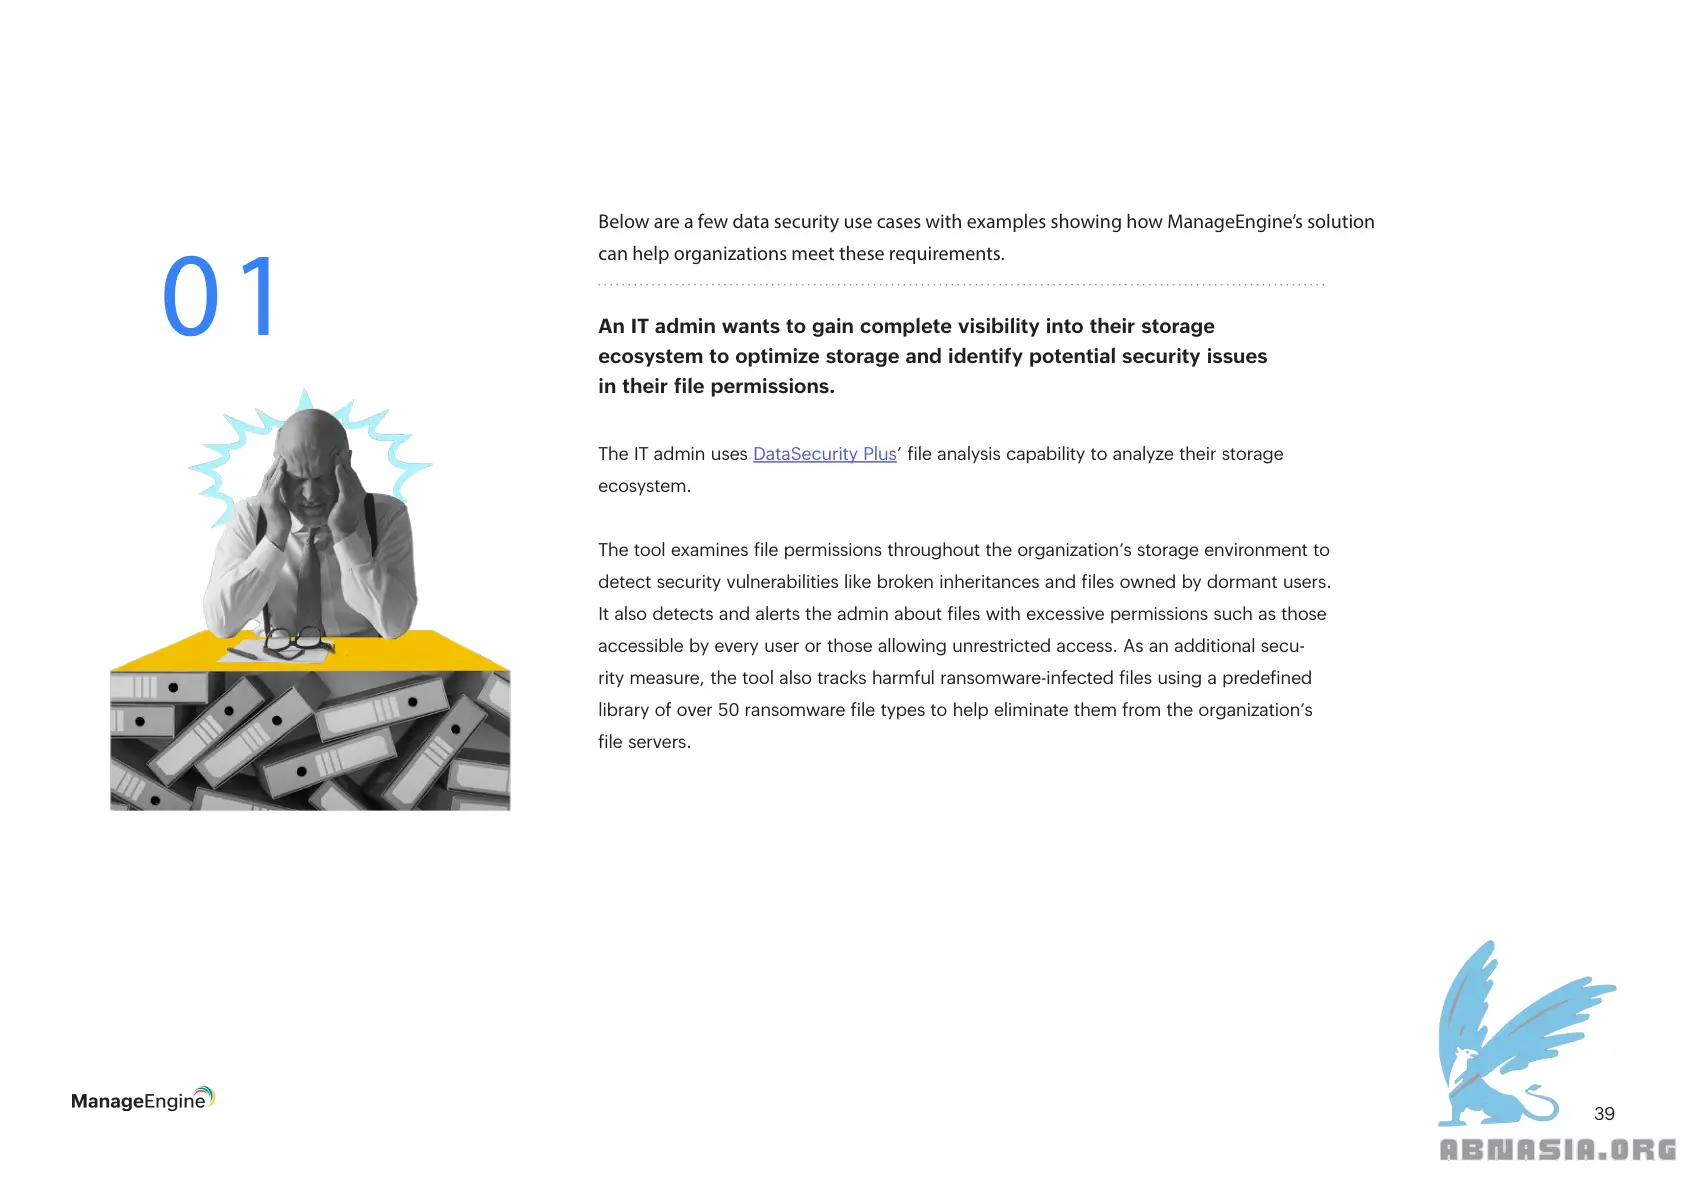 01
Below are a few data security use cases with examples showing how ManageEngine’s solution
can help organizations meet these requirements.
An IT admin wants to gain complete visibility into their storage
ecosystem to optimize storage and identify potential security issues
in their file permissions.
The IT admin uses DataSecurity Plus’ file analysis capability to analyze their storage
ecosystem.
The tool examines file permissions throughout the organization’s storage environment to
detect security vulnerabilities like broken inheritances and files owned by dormant users.
It also detects and alerts the admin about files with excessive permissions such as those
accessible by every user or those allowing unrestricted access. As an additional secu-
rity measure, the tool also tracks harmful ransomware-infected files using a predefined
library of over 50 ransomware file types to help eliminate them from the organization’s
file servers.
ManageEngine
39
ABNASIA.ORG